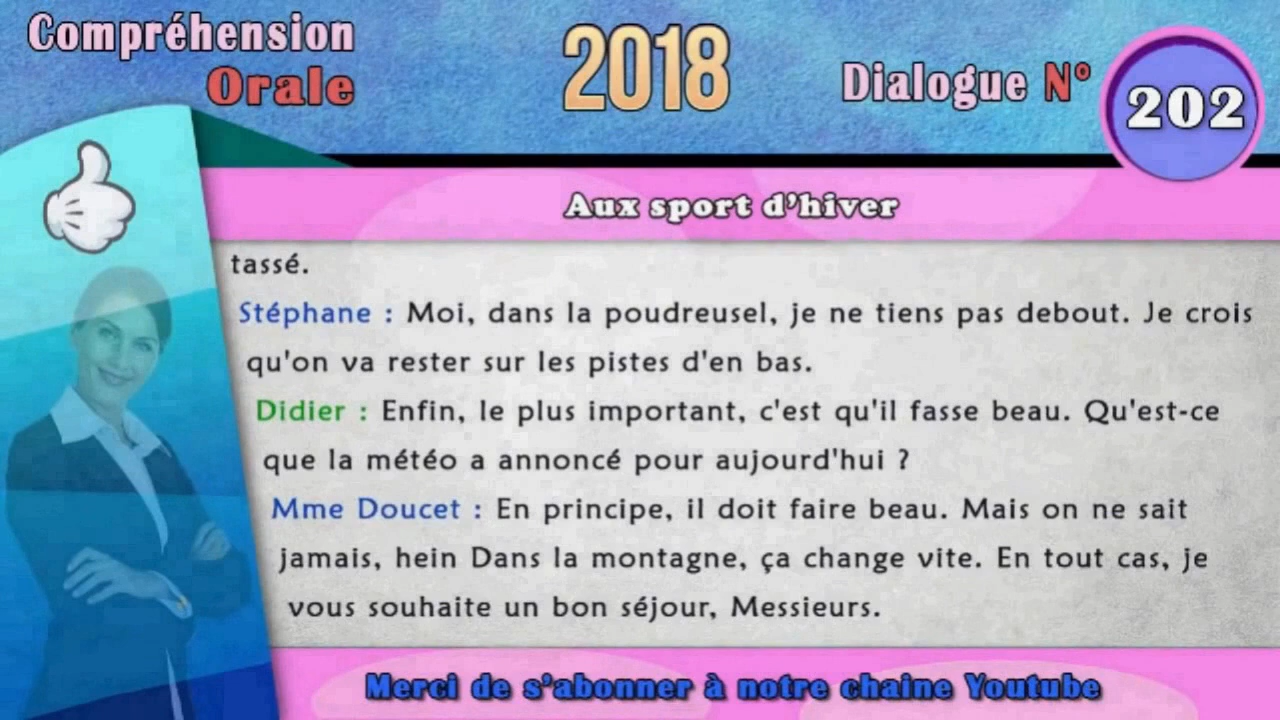 Compréhension
Orale
2018
Dialogue N°
202
Aux sport d'hiver
tassé.
Stéphane : Moi, dans la poudreusel, je ne tiens pas debout. Je crois
qu'on va rester sur les pistes d'en bas.
Didier : Enfin, le plus important, c'est qu'il fasse beau. Qu'est-ce
que la météo a annoncé pour aujourd'hui ?
Mme Doucet : En principe, il doit faire beau. Mais on ne sait
jamais, hein Dans la montagne, ça change vite. En tout cas, je
vous souhaite un bon séjour, Messieurs.
Merci de s'abonner à notre chaine Youtube